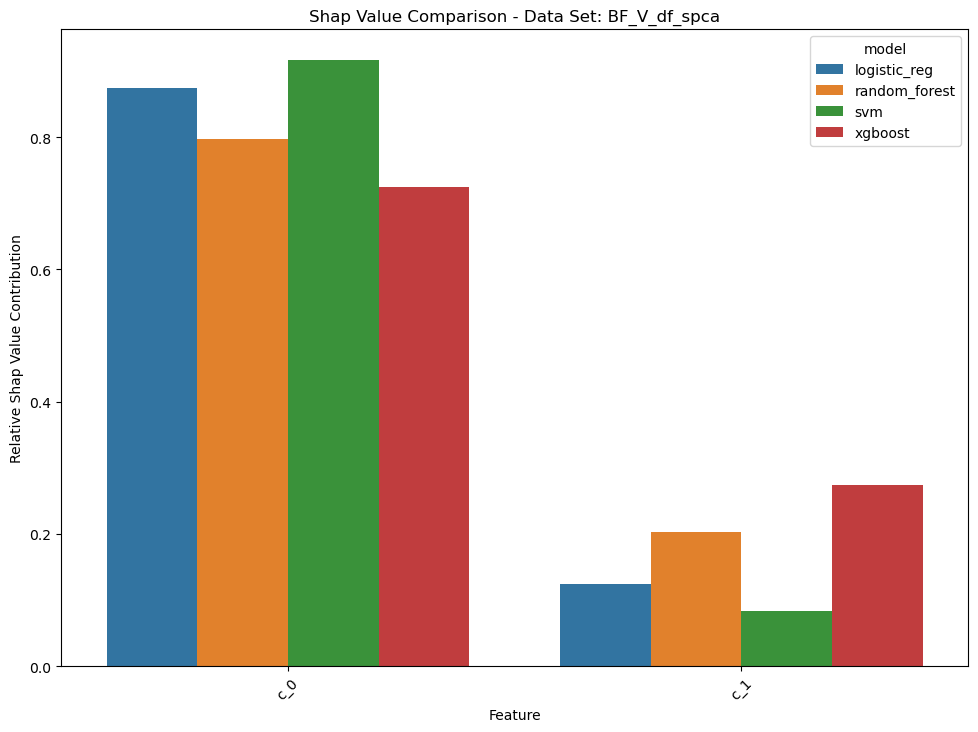 Shap Value Comparison - Data Set: BF_V_df_spca
model
logistic_reg
random_forest
svm
xgboost
Relative Shap Value Contribution
0.8
0.6
0.4
0.2
0.0
c_0
c_1
Feature